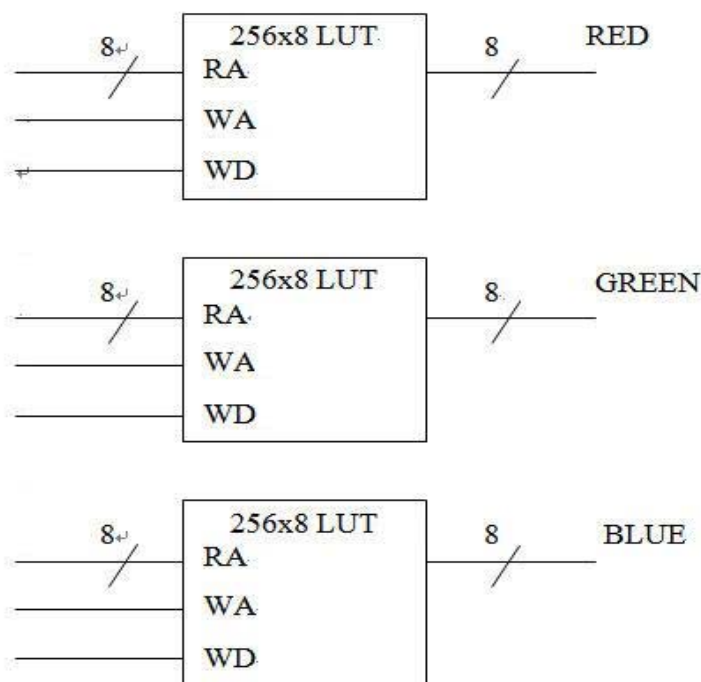 256x8 LUT
8 RA 8 RED
WA
WD
256x8 LUT
8 RA 8 GREEN
WA
WD
256x8 LUT
8 RA 8 BLUE
WA
WD